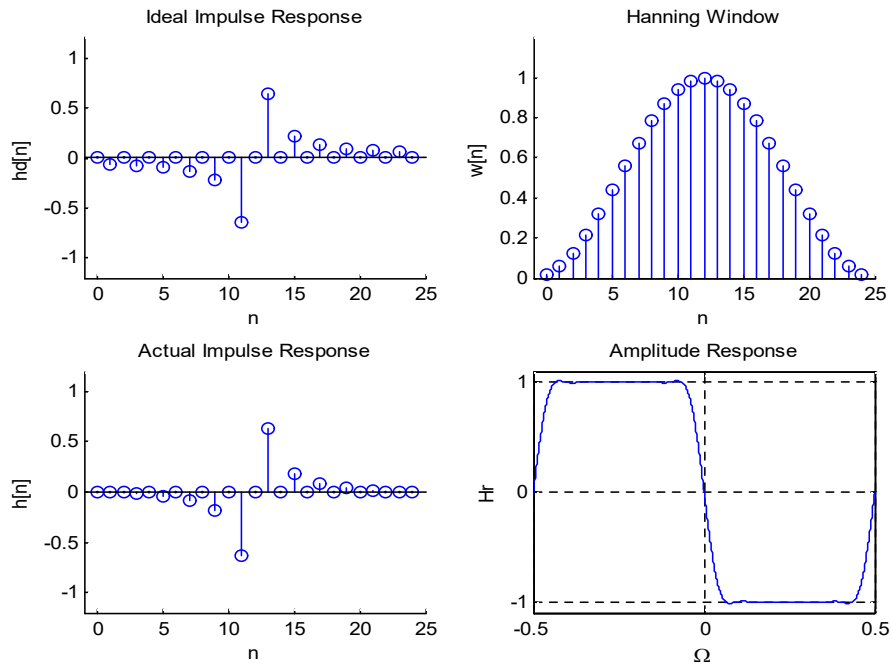 Ideal Impulse Response
1
0.5
0
-0.5
-1
hd[n]
0 5 10 15 20 25
n
Hanning Window
1
0.8
0.6
0.4
0.2
0
w[n]
0 5 10 15 20 25
n
Actual Impulse Response
1
0.5
0
-0.5
-1
h[n]
0 5 10 15 20 25
n
Amplitude Response
1
0
-1
Hr
-0.5 0 0.5
Ω